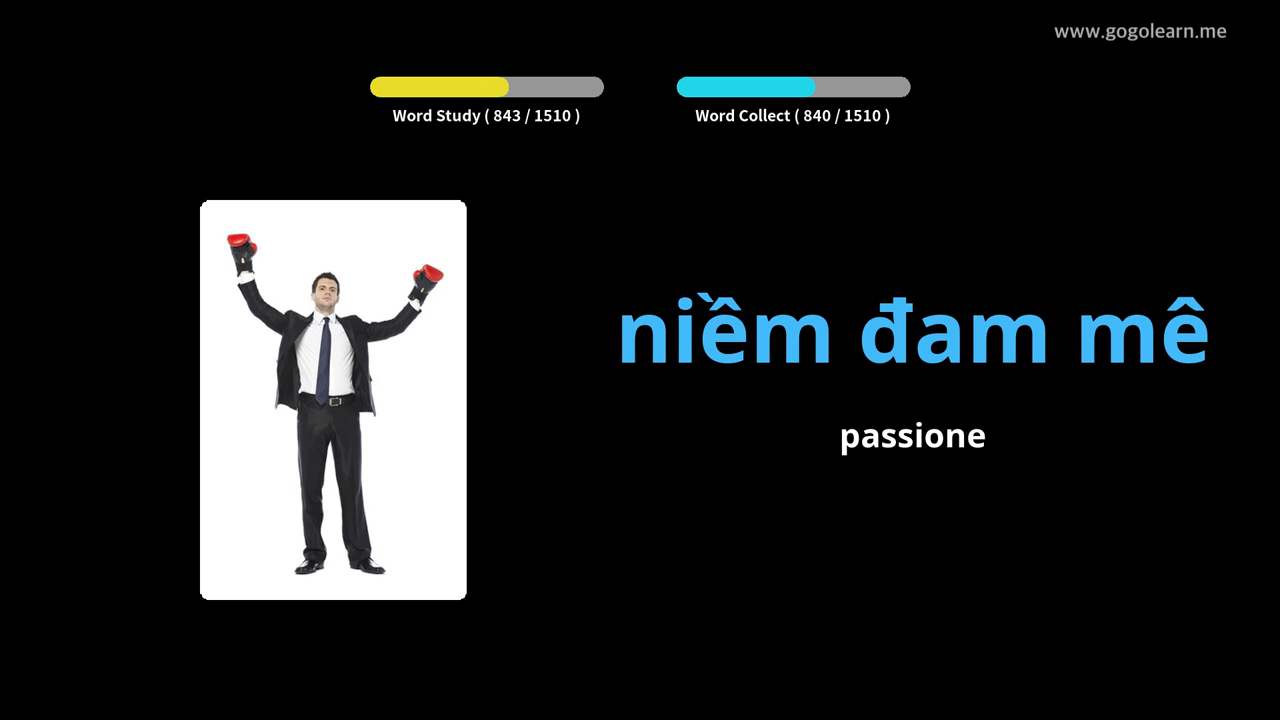 www.gogolearn.me
Word Study ( 843 / 1510 )
Word Collect ( 840 / 1510 )
niềm đam mê
passione